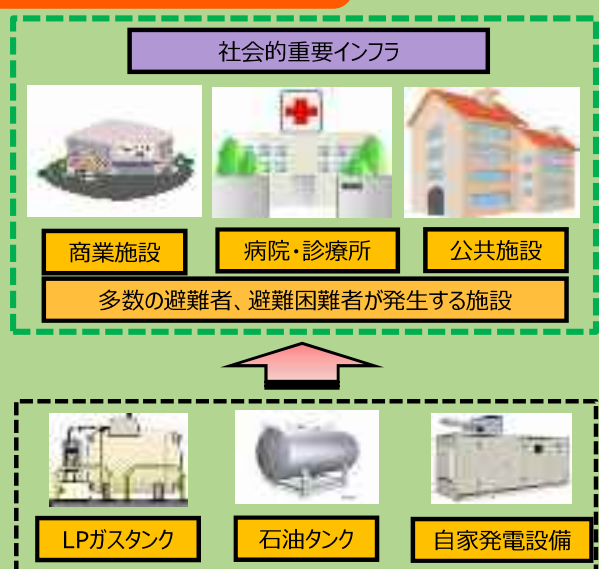 社会的重要インフラ
商業施設
病院・診療所
公共施設
多数の避難者、避難困難者が発生する施設
LPガスタンク
石油タンク
自家発電設備